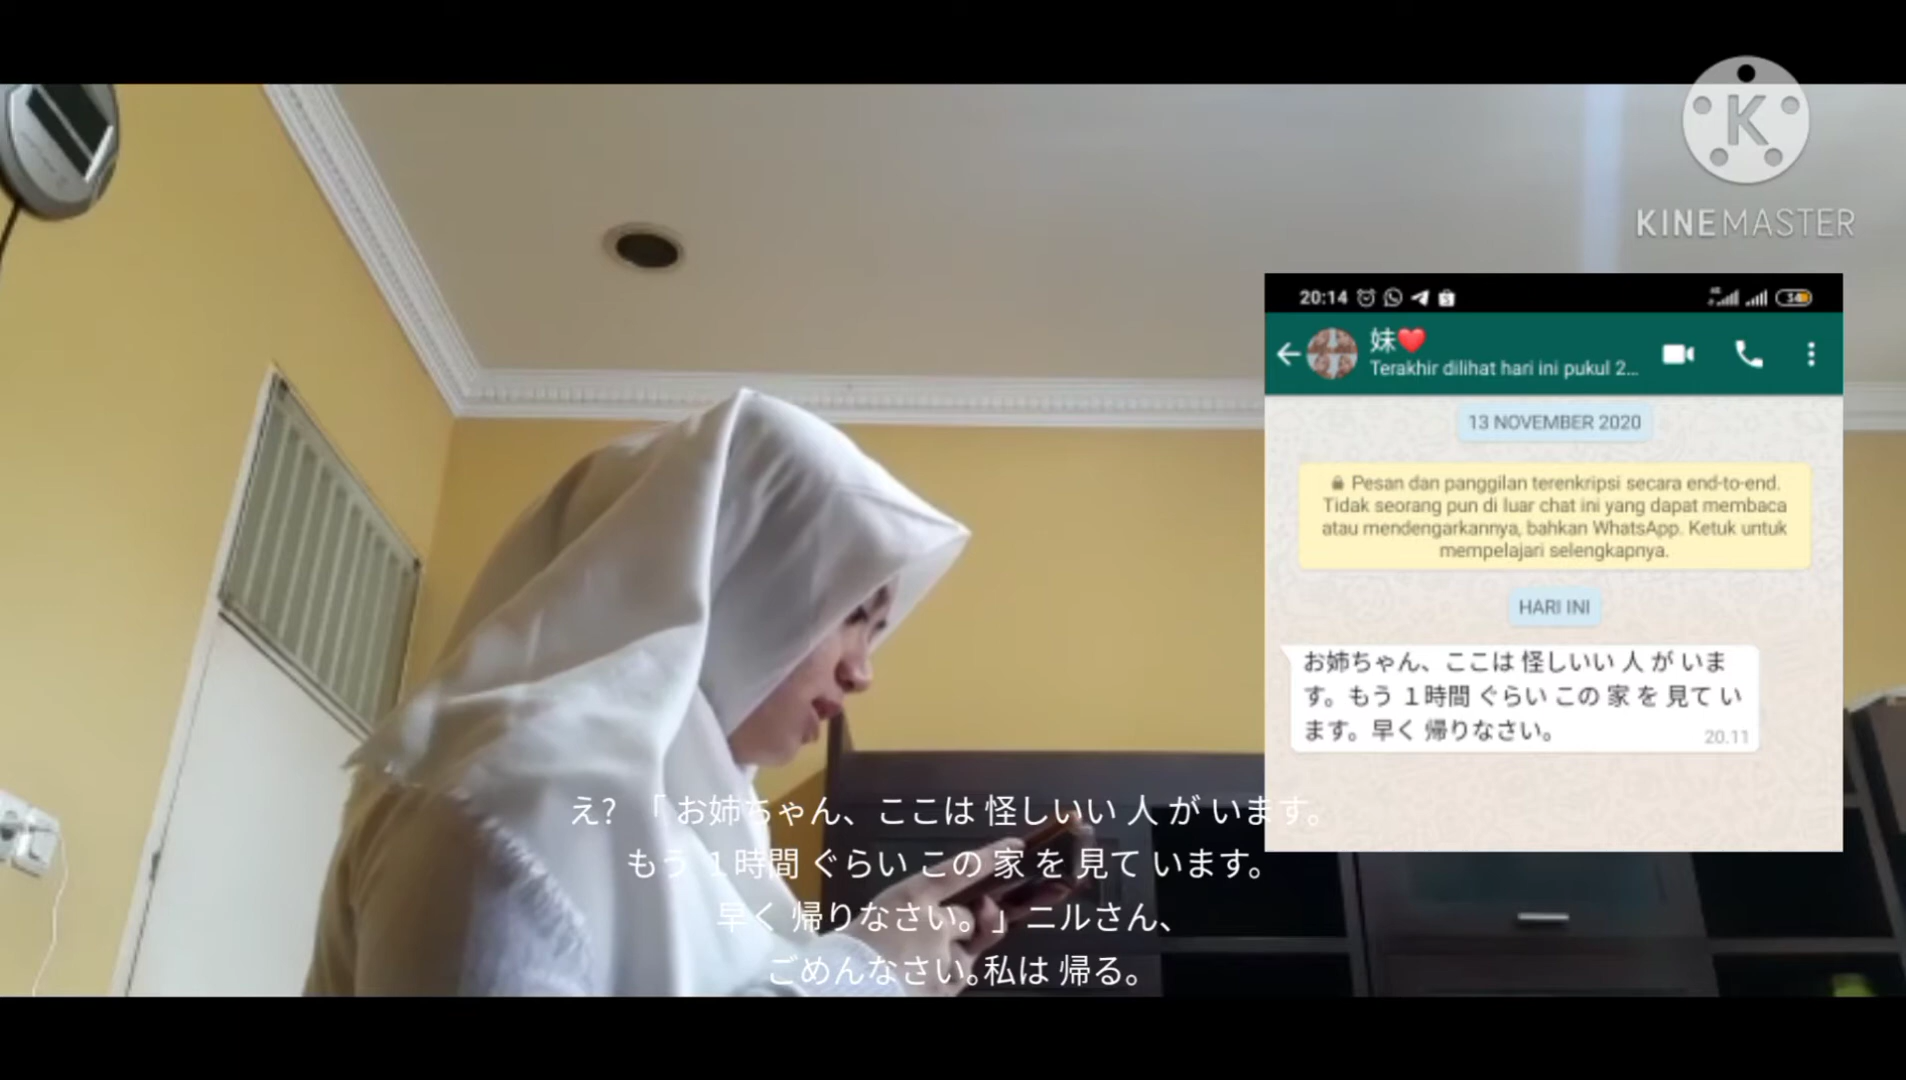 K
KINEMASTER
20:14
妹❤️
Terakhir dilihat hari ini pukul 2...
13 NOVEMBER 2020
Pesan dan panggilan terenkripsi secara end-to-end.
Tidak seorang pun di luar chat ini yang dapat membaca
atau mendengarkannya, bahkan WhatsApp. Ketuk untuk
mempelajari selengkapnya.
HARI INI
お姉ちゃん、ここは 怪しいい 人 が いま
す。もう 1時間 ぐらい この 家 を 見て い
ます。早く 帰りなさい。
20.11
え? 「 お姉ちゃん、ここは 怪しいい 人 が います。
もう 1時間 ぐらい この 家 を 見て います。
早く 帰りなさい。」ニルさん、
ごめんなさい。私は 帰る。